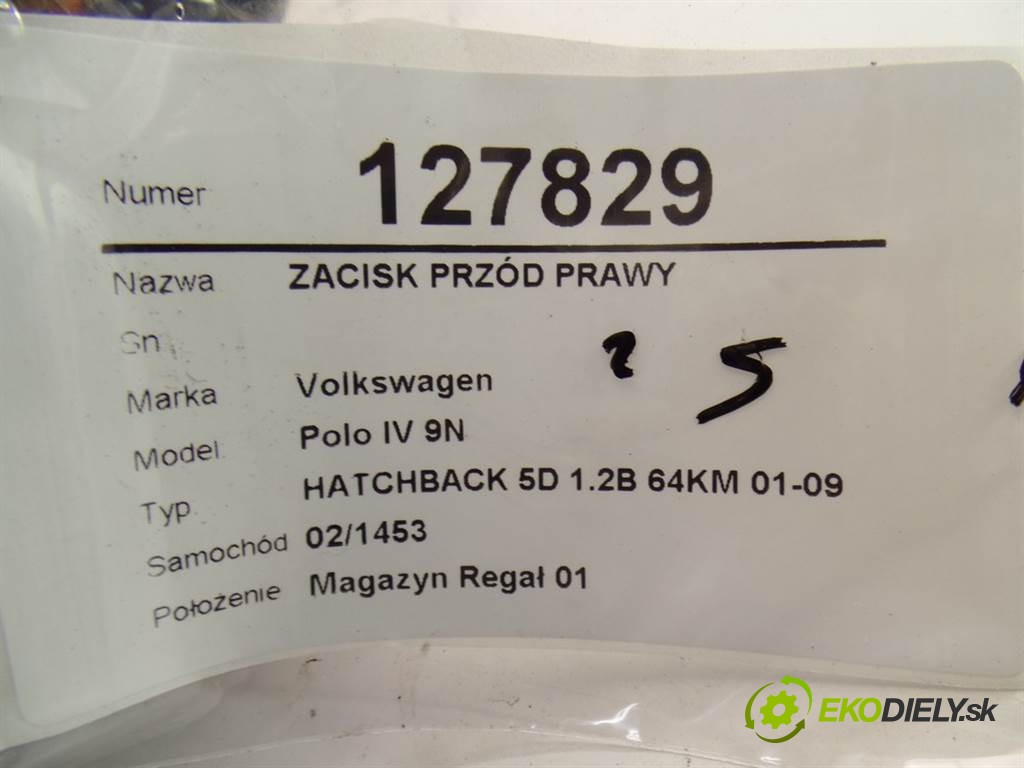 Numer 127829
Nazwa ZACISK PRZÓD PRAWY
Sn
Marka Volkswagen
5
Model Polo IV 9N
Typ HATCHBACK 5D 1.2B 64KM 01-09
Samochód 02/1453
Położenie Magazyn Regał 01
EKODIELY.sk